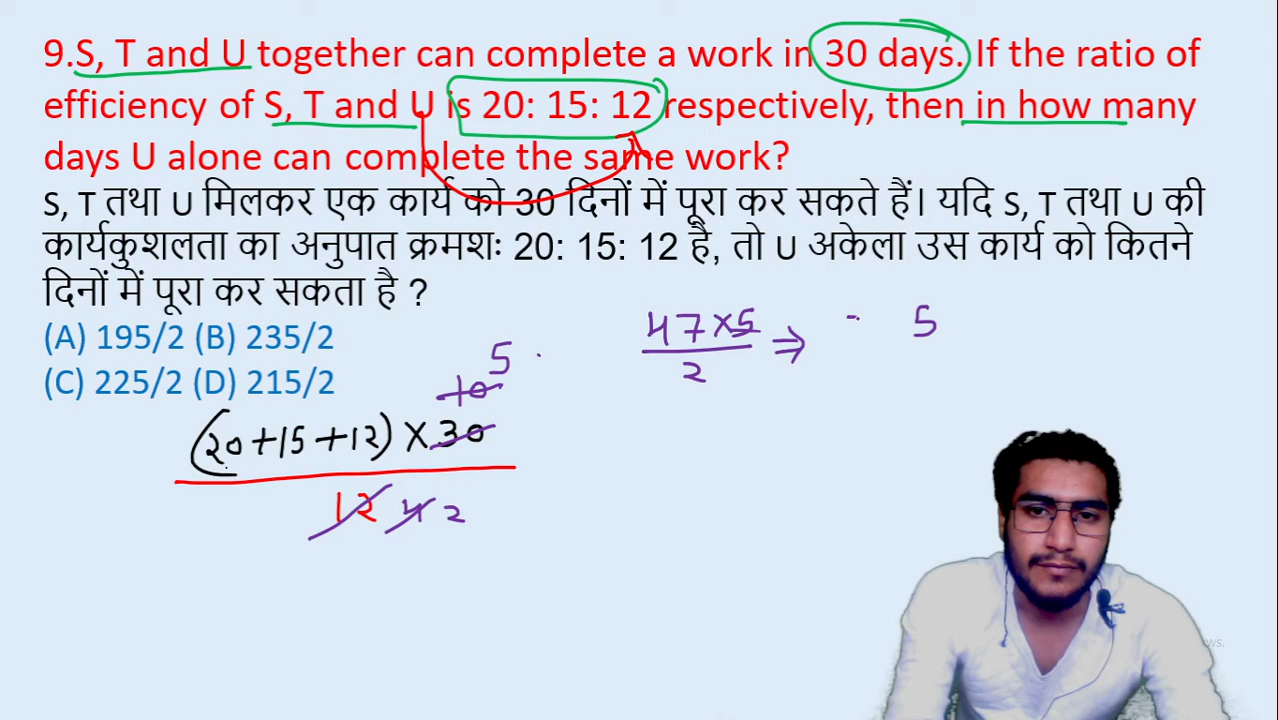 9.S, T and U together can complete a work in 30 days. If the ratio of
efficiency of S, T and U is 20: 15: 12 respectively, then in how many
days U alone can complete the same work?
S, T तथा U मिलकर एक कार्य को 30 दिनों में पूरा कर सकते हैं। यदि S, T तथा U की
कार्यकुशलता का अनुपात क्रमशः 20: 15: 12 है, तो U अकेला उस कार्य को कितने
दिनों में पूरा कर सकता है ?
(A) 195/2 (B) 235/2
(C) 225/2 (D) 215/2
47×5 5
2 ⇒
5
10
(20+15+12) × 30
12 4 2